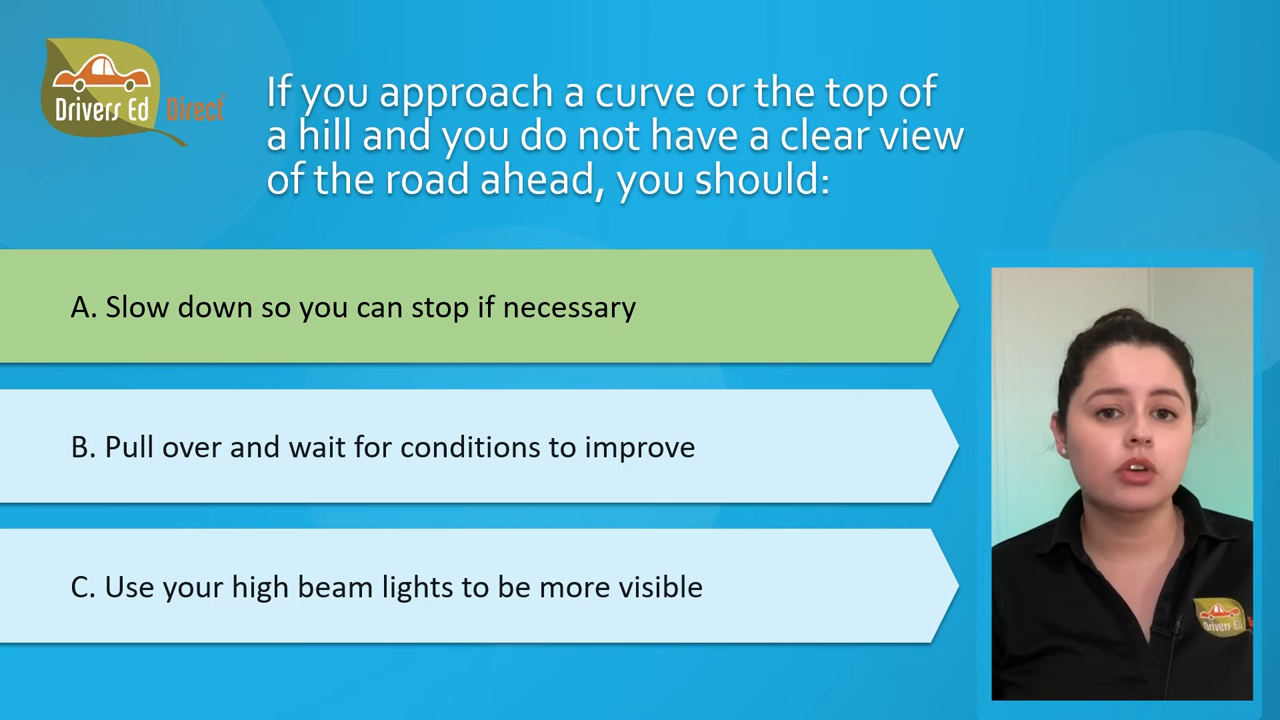 Drivers Ed Direct
If you approach a curve or the top of
a hill and you do not have a clear view
of the road ahead, you should:
A. Slow down so you can stop if necessary
B. Pull over and wait for conditions to improve
C. Use your high beam lights to be more visible
Drivers Ed